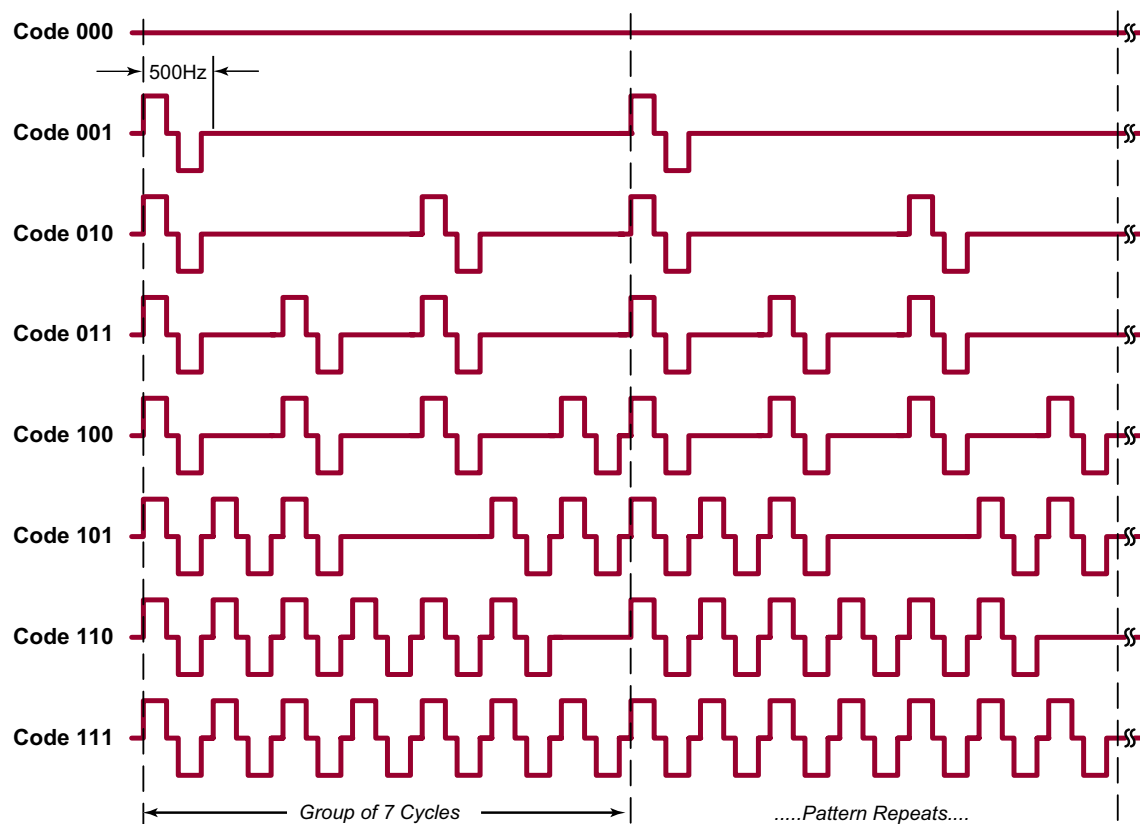 Code 000
500Hz
Code 001
Code 010
Code 011
Code 100
Code 101
Code 110
Code 111
Group of 7 Cycles
.....Pattern Repeats....